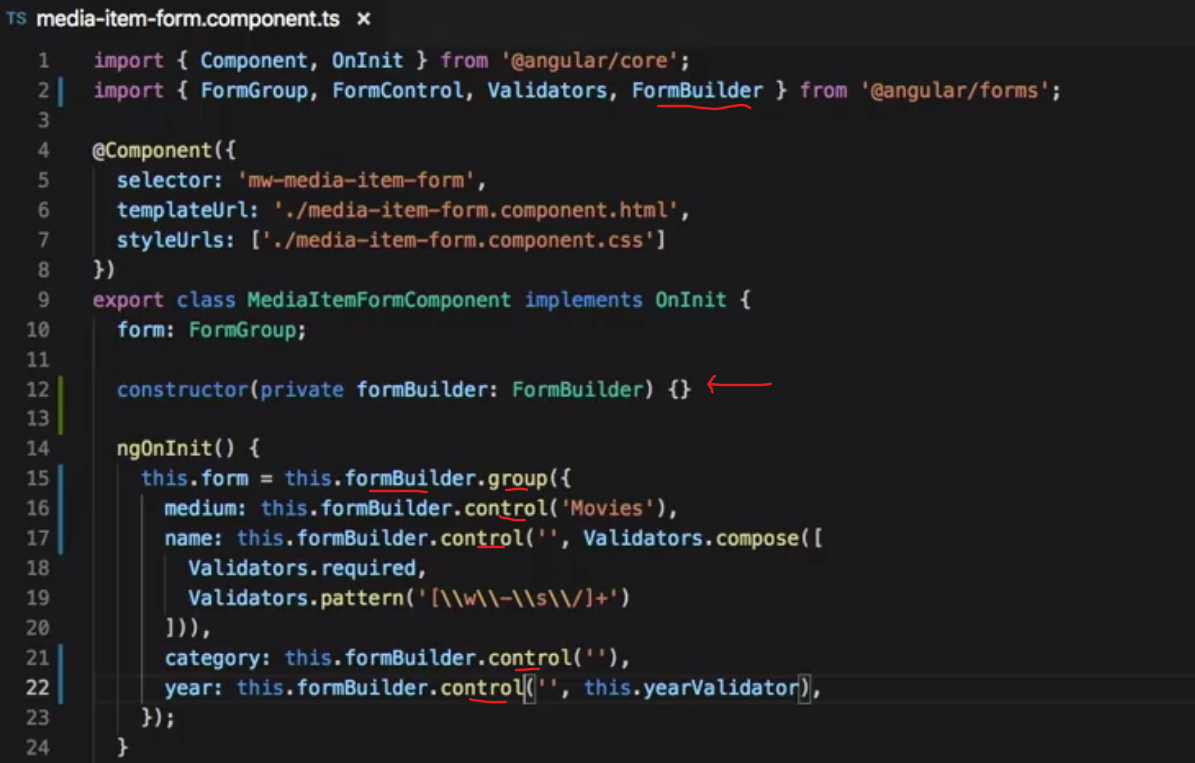 TS media-item-form.component.ts ×
1 import { Component, OnInit } from '@angular/core';
2 import { FormGroup, FormControl, Validators, FormBuilder } from '@angular/forms';
3
4 @Component({
5   selector: 'mw-media-item-form',
6   templateUrl: './media-item-form.component.html',
7   styleUrls: ['./media-item-form.component.css']
8 })
9 export class MediaItemFormComponent implements OnInit {
10   form: FormGroup;
11
12   constructor(private formBuilder: FormBuilder) {}
13
14   ngOnInit() {
15     this.form = this.formBuilder.group({
16       medium: this.formBuilder.control('Movies'),
17       name: this.formBuilder.control('', Validators.compose([
18         Validators.required,
19         Validators.pattern('[\\w\\-\\s\\/]+')
20       ])),
21       category: this.formBuilder.control(''),
22       year: this.formBuilder.control('', this.yearValidator),
23     });
24   }